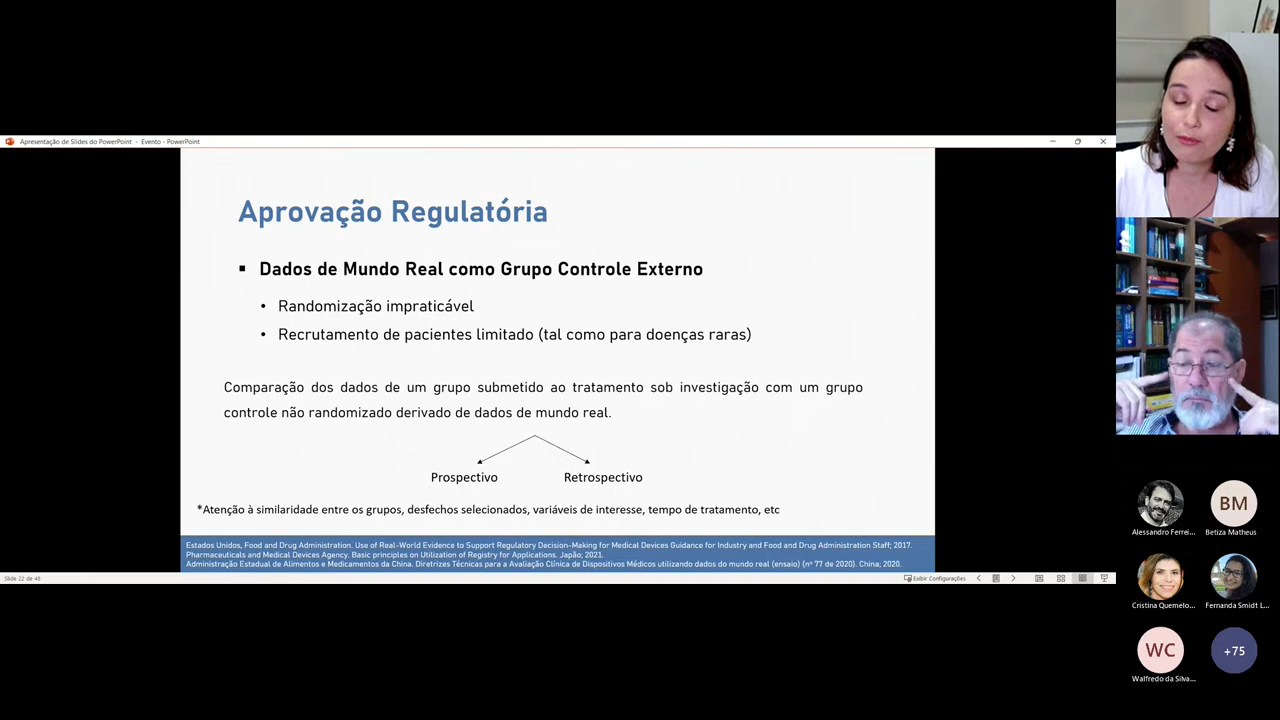 Apresentação de Slides do PowerPoint - Evento - PowerPoint
Aprovação Regulatória
▪ Dados de Mundo Real como Grupo Controle Externo
• Randomização impraticável
• Recrutamento de pacientes limitado (tal como para doenças raras)
Comparação dos dados de um grupo submetido ao tratamento sob investigação com um grupo
controle não randomizado derivado de dados de mundo real.
Prospectivo
Retrospectivo
*Atenção à similaridade entre os grupos, desfechos selecionados, variáveis de interesse, tempo de tratamento, etc
Estados Unidos, Food and Drug Administration. Use of Real-World Evidence to Support Regulatory Decision-Making for Medical Devices Guidance for Industry and Food and Drug Administration Staff; 2017.
Pharmaceuticals and Medical Devices Agency. Basic principles on Utilization of Registry for Applications. Japão; 2021.
Administração Estadual de Alimentos e Medicamentos da China. Diretrizes Técnicas para a Avaliação Clínica de Dispositivos Médicos utilizando dados do mundo real (ensaio) (nº 77 de 2020). China; 2020.
Slide 22 de 48
Exibir Configurações
BM
Alessandro Ferrei...
Betiza Matheus
Cristina Quemelo...
Fernanda Smidt L...
WC
+75
Walfredo da Silva...